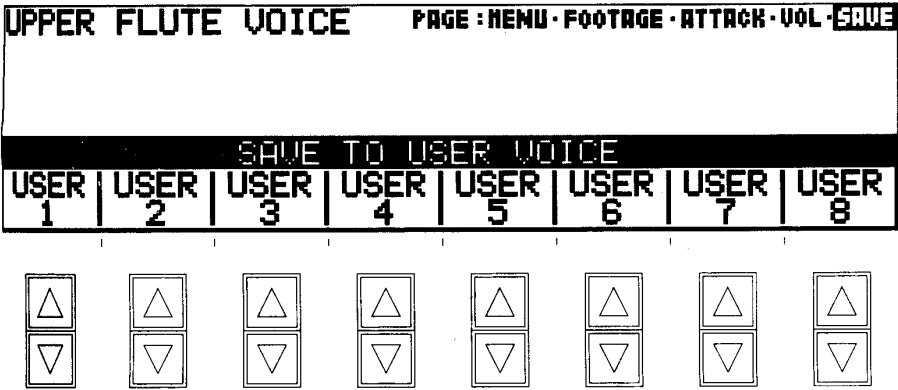 UPPER FLUTE VOICE PAGE : MENU · FOOTAGE · ATTACK · VOL · SAVE
SAVE TO USER VOICE
USER USER USER USER USER USER USER USER
1 2 3 4 5 6 7 8